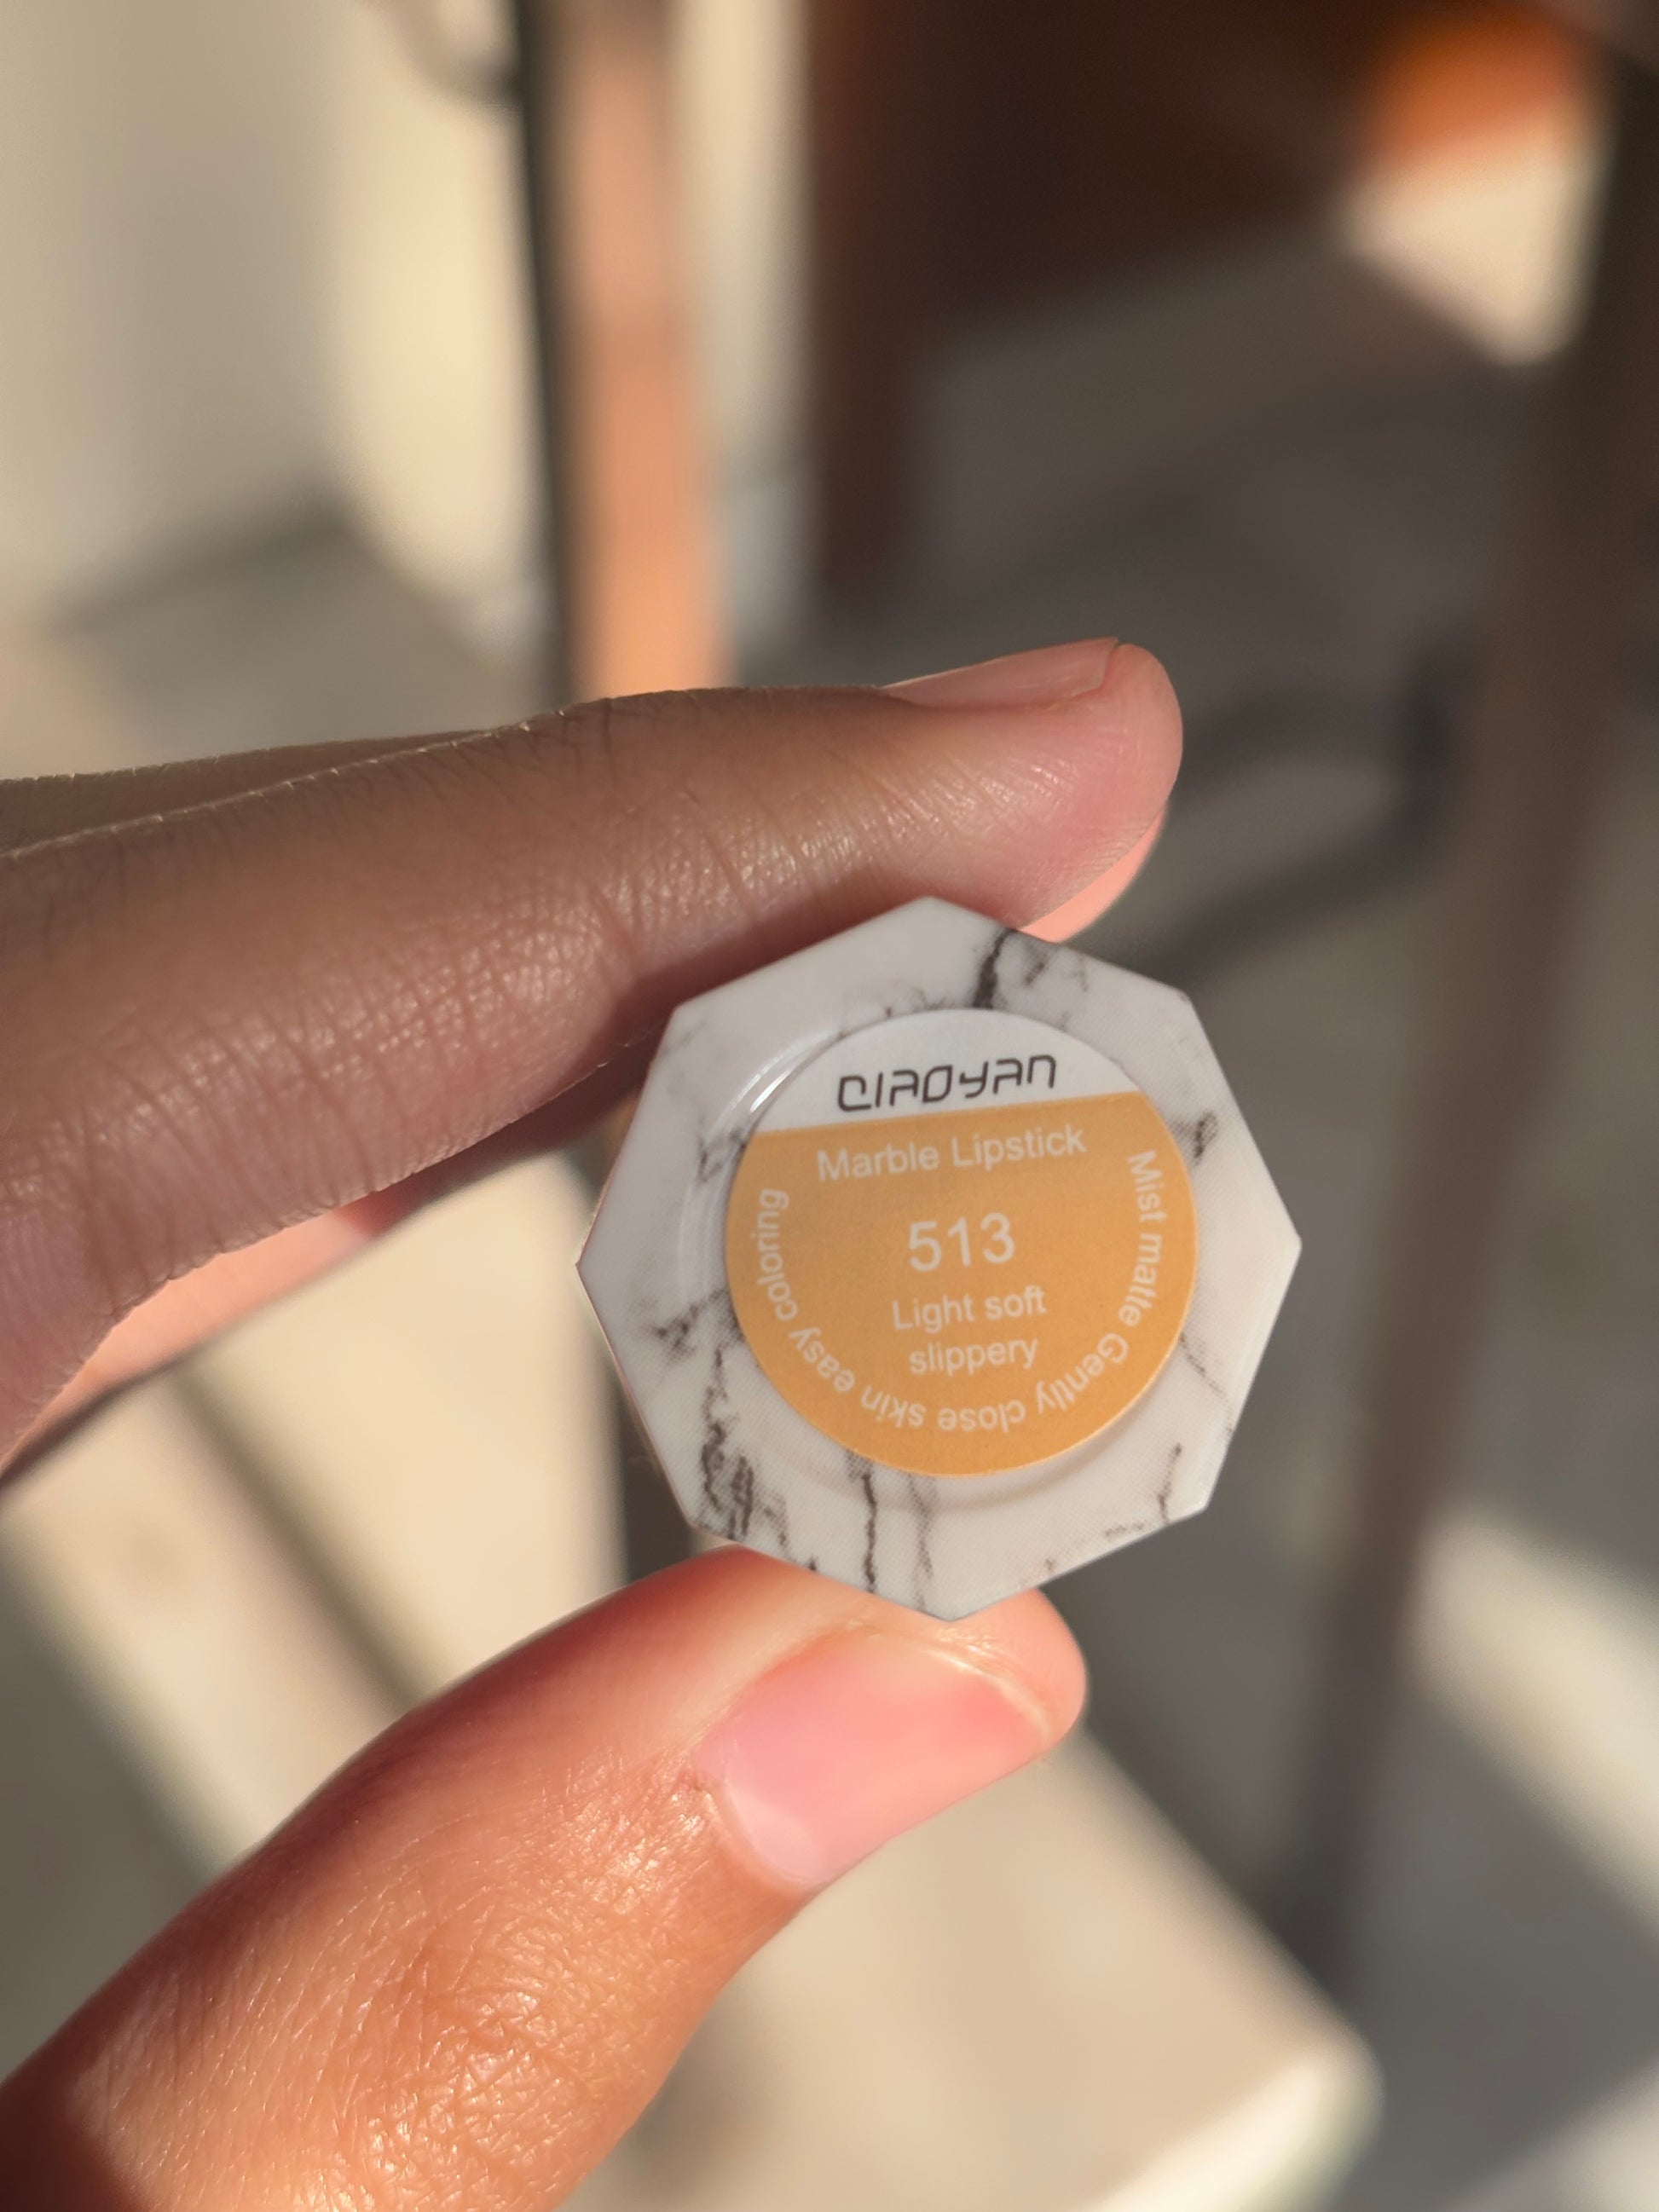 QIAOYAN
Marble Lipstick
513
Light soft
slippery
Mist matte Gently close skin easy coloring